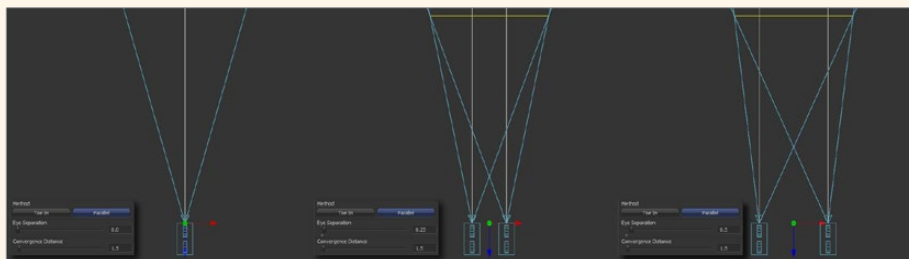 Method
Toe In Parallel
Eye Separation
0.0
Convergence Distance
1.5
Method
Toe In Parallel
Eye Separation
0.25
Convergence Distance
1.5
Method
Toe In Parallel
Eye Separation
0.5
Convergence Distance
1.5